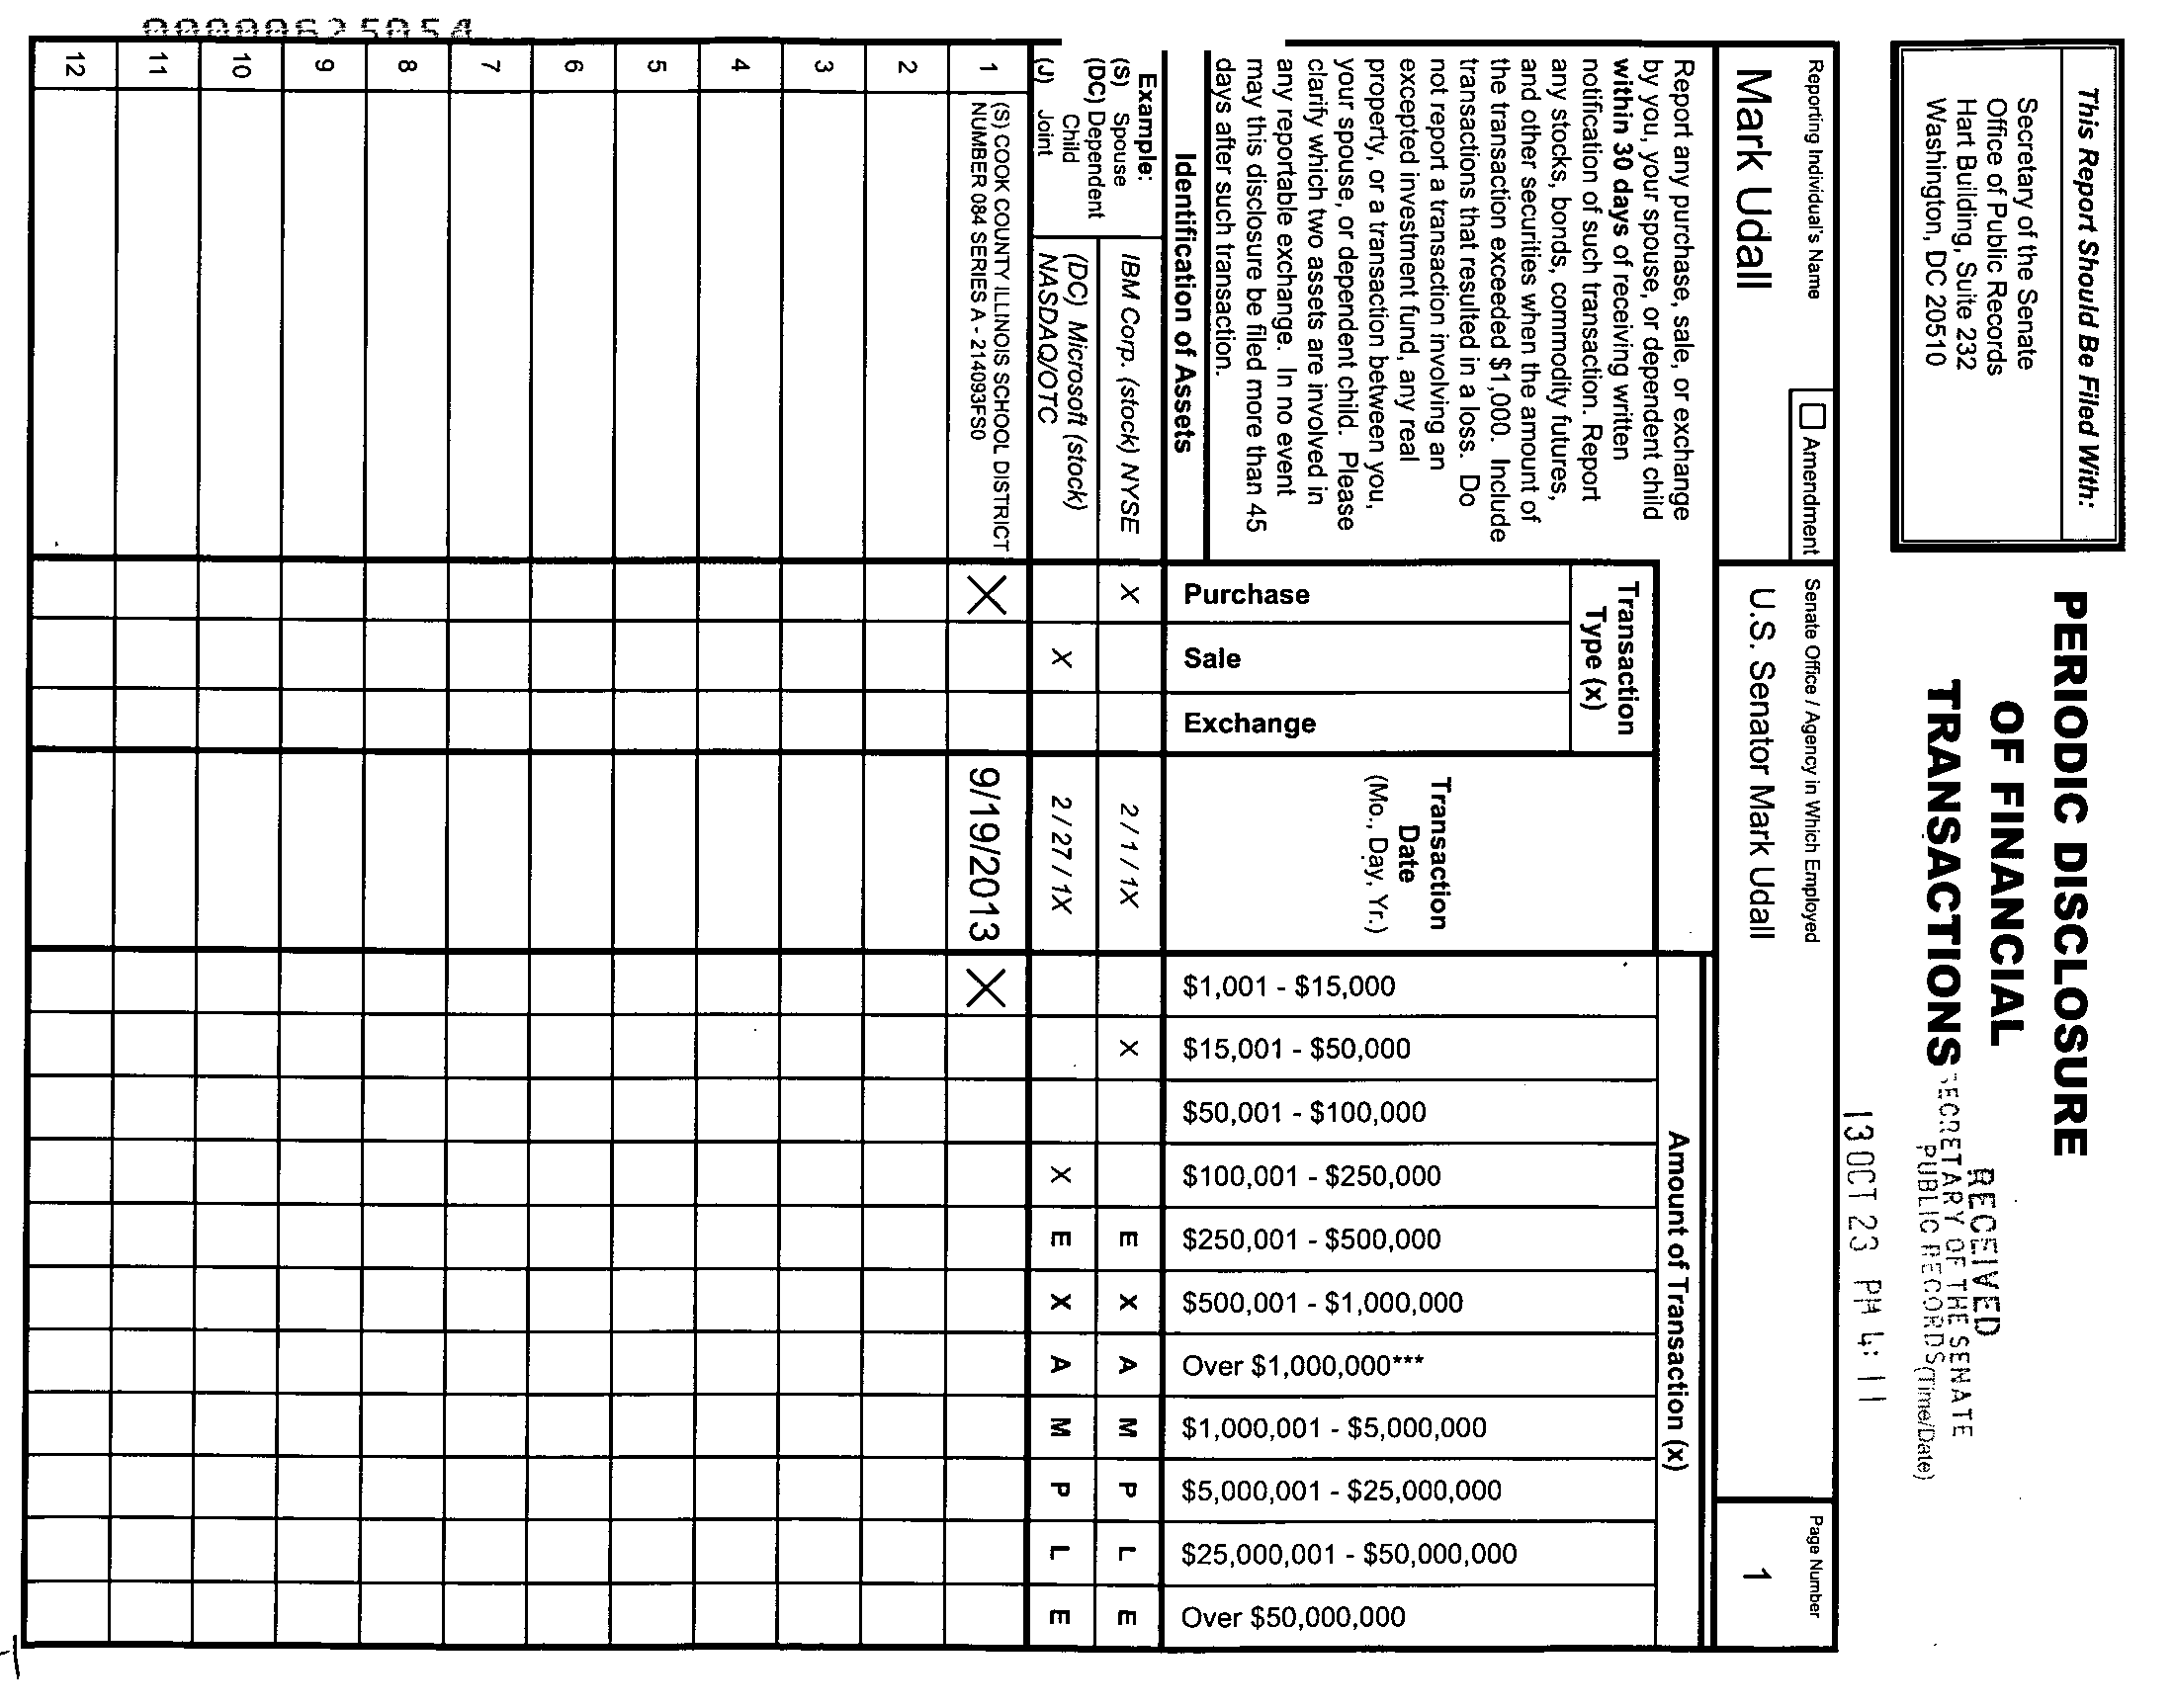 This Report Should Be Filed With:
Secretary of the Senate
Office of Public Records
Hart Building, Suite 232
Washington, DC 20510
PERIODIC DISCLOSURE
OF FINANCIAL
TRANSACTIONS
RECEIVED
SECRETARY OF THE SENATE
PUBLIC RECORDS (Time/Date)
13 OCT 23 PM 4:11
Reporting Individual's Name
Mark Udall
Amendment
Senate Office / Agency in Which Employed
U.S. Senator Mark Udall
Page Number
1
Report any purchase, sale, or exchange
by you, your spouse, or dependent child
within 30 days of receiving written
notification of such transaction. Report
any stocks, bonds, commodity futures,
and other securities when the amount of
the transaction exceeded $1,000. Include
transactions that resulted in a loss. Do
not report a transaction involving an
excepted investment fund, any real
property, or a transaction between you,
your spouse, or dependent child. Please
clarify which two assets are involved in
any reportable exchange. In no event
may this disclosure be filed more than 45
days after such transaction.
Identification of Assets
Transaction
Type (x)
Purchase
Sale
Exchange
Transaction
Date
(Mo., Day, Yr.)
Amount of Transaction (x)
$1,001 - $15,000
$15,001 - $50,000
$50,001 - $100,000
$100,001 - $250,000
$250,001 - $500,000
$500,001 - $1,000,000
Over $1,000,000***
$1,000,001 - $5,000,000
$5,000,001 - $25,000,000
$25,000,001 - $50,000,000
Over $50,000,000
Example:
(S) Spouse
(DC) Dependent
Child
(J) Joint
IBM Corp. (stock) NYSE X 2 / 1 / 1X X E X A M P L E
(DC) Microsoft (stock)
NASDAQ/OTC X 2 / 27 / 1X X E X A M P L E
1 (S) COOK COUNTY ILLINOIS SCHOOL DISTRICT
NUMBER 084 SERIES A - 214093FS0 X 9/19/2013 X
2
3
4
5
6
7
8
9
10
11
12